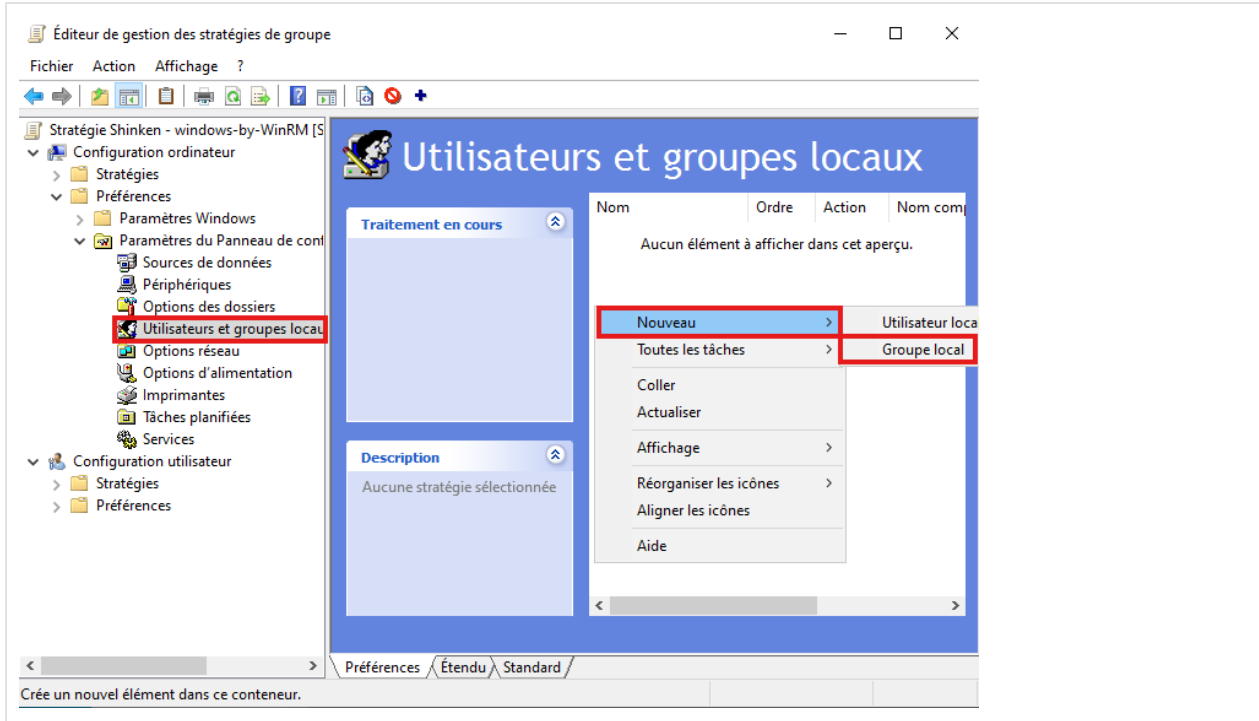 Éditeur de gestion des stratégies de groupe
Fichier Action Affichage ?
Stratégie Shinken - windows-by-WinRM [S
Configuration ordinateur
Stratégies
Préférences
Paramètres Windows
Paramètres du Panneau de conf
Sources de données
Périphériques
Options des dossiers
Utilisateurs et groupes locau
Options réseau
Options d'alimentation
Imprimantes
Tâches planifiées
Services
Configuration utilisateur
Stratégies
Préférences
Utilisateurs et groupes locaux
Traitement en cours
Description
Aucune stratégie sélectionnée
Nom Ordre Action Nom comp
Aucun élément à afficher dans cet aperçu.
Nouveau
Toutes les tâches
Coller
Actualiser
Affichage
Réorganiser les icônes
Aligner les icônes
Aide
Utilisateur loca
Groupe local
Préférences Étendu Standard
Crée un nouvel élément dans ce conteneur.